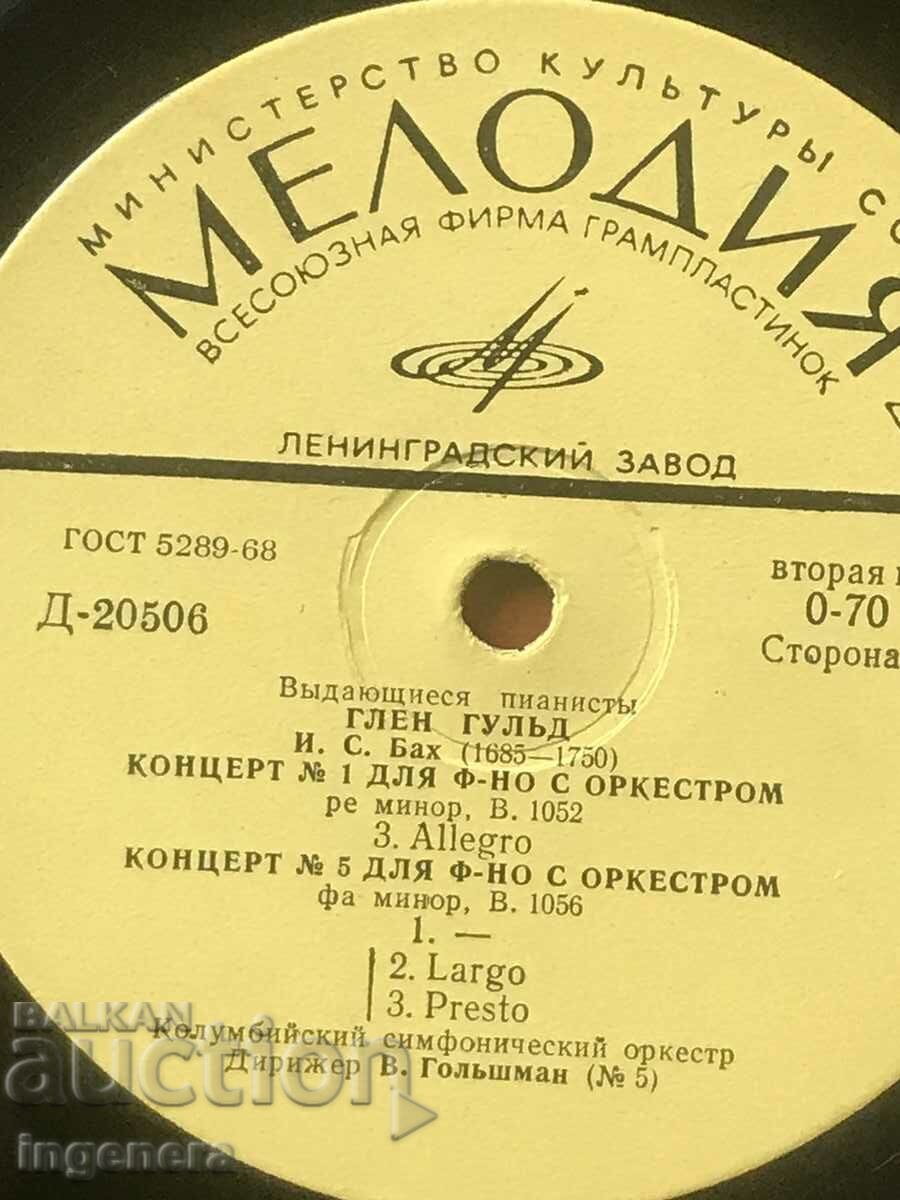 МИНИСТЕРСТВО КУЛЬТУРЫ
МЕЛОДИЯ
ВСЕСОЮЗНАЯ ФИРМА ГРАМПЛАСТИНОК
ЛЕНИНГРАДСКИЙ ЗАВОД
ГОСТ 5289-68
Д-20506
вторая
0-70
Сторона
Выдающиеся пианисты
ГЛЕН ГУЛЬД
И. С. Бах (1685—1750)
КОНЦЕРТ № 1 ДЛЯ Ф-НО С ОРКЕСТРОМ
ре минор, В. 1052
3. Allegro
КОНЦЕРТ № 5 ДЛЯ Ф-НО С ОРКЕСТРОМ
фа минор, В. 1056
1. —
2. Largo
3. Presto
Колумбийский симфонический оркестр
Дирижер В. Гольшман (№ 5)
BALKAN
auction
ingenera